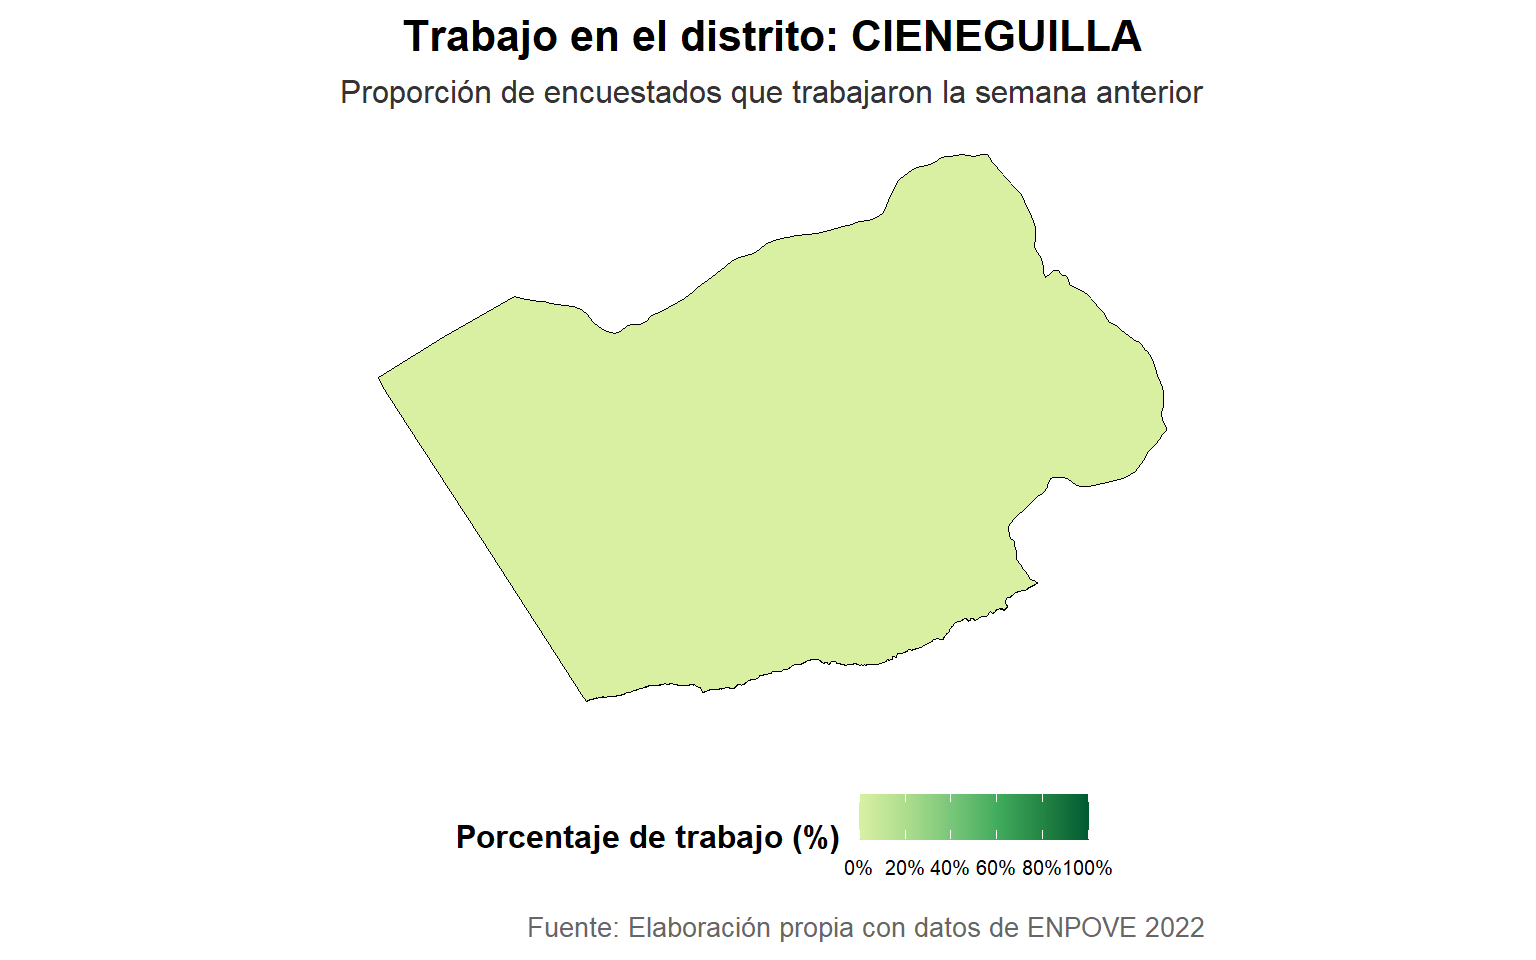 Trabajo en el distrito: CIENEGUILLA
Proporción de encuestados que trabajaron la semana anterior
Porcentaje de trabajo (%)
0% 20% 40% 60% 80% 100%
Fuente: Elaboración propia con datos de ENPOVE 2022